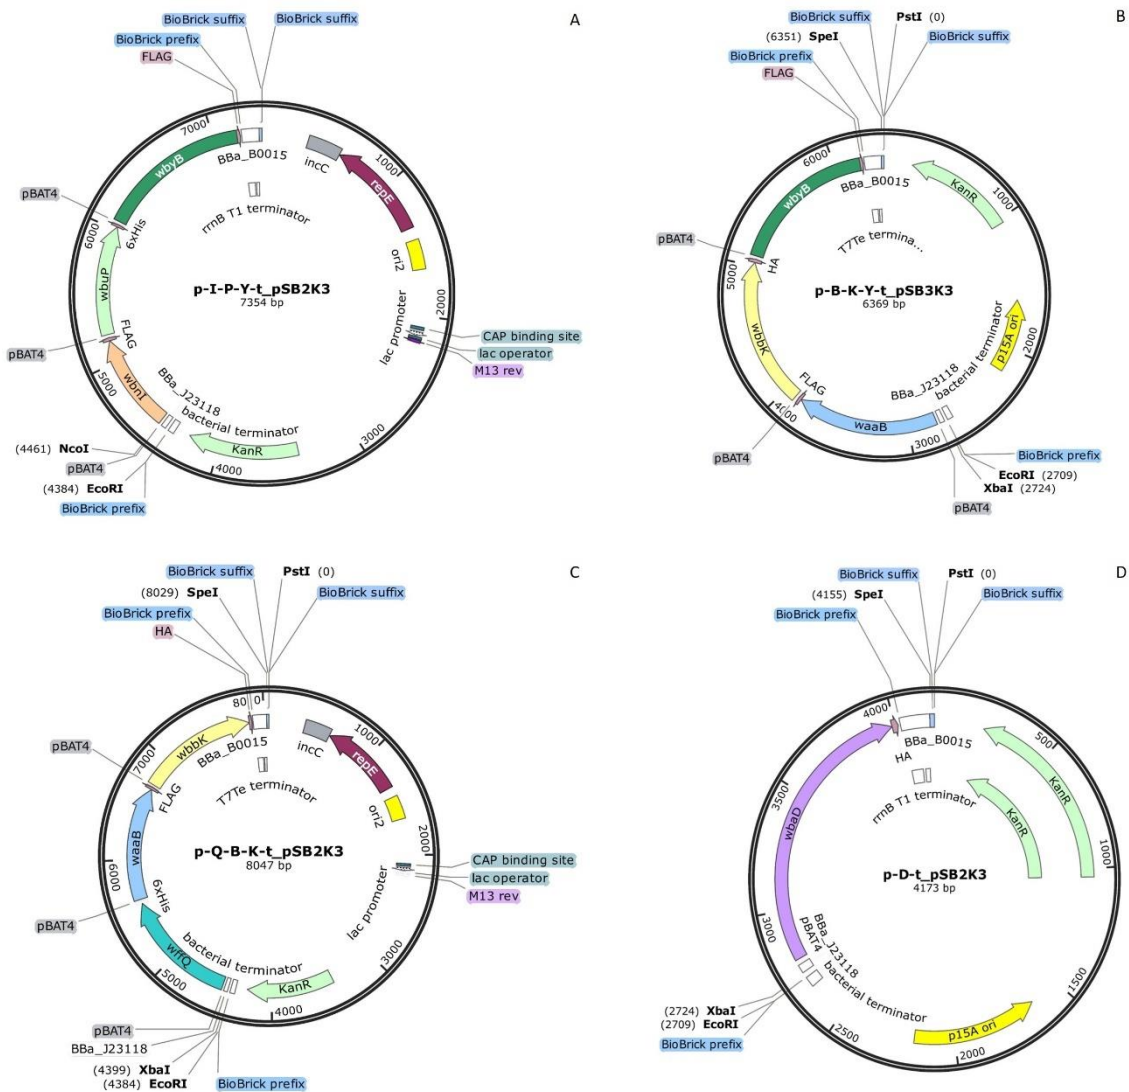 A
BioBrick suffix
BioBrick suffix
BioBrick prefix
FLAG
7000
wbyB
BBa_B0015
incC
1000
repE
pBAT4
rrnB T1 terminator
6xHis
6000
ori2
wbuP
p-I-P-Y-t_pSB2K3
7354 bp
2000
lac promoter
CAP binding site
lac operator
M13 rev
FLAG
pBAT4
5000
wbnI
BBa_J23118
bacterial terminator
3000
(4461) NcoI
KanR
pBAT4
4000
(4384) EcoRI
BioBrick prefix
B
BioBrick suffix
PstI (0)
(6351) SpeI
BioBrick suffix
BioBrick prefix
FLAG
6000
wbyB
BBa_B0015
KanR
1000
T7Te termina...
pBAT4
HA
5000
p-B-K-Y-t_pSB3K3
6369 bp
wbbK
bacterial terminator
p15A ori
2000
FLAG
BBa_J23118
4000
waaB
3000
pBAT4
BioBrick prefix
EcoRI (2709)
XbaI (2724)
pBAT4
C
BioBrick suffix
PstI (0)
(8029) SpeI
BioBrick suffix
BioBrick prefix
HA
80
0
wbbK
BBa_B0015
incC
1000
repE
pBAT4
7000
FLAG
T7Te terminator
ori2
waaB
p-Q-B-K-t_pSB2K3
8047 bp
2000
6000
CAP binding site
lac operator
M13 rev
lac promoter
6xHis
pBAT4
wffQ
bacterial terminator
5000
3000
KanR
4000
pBAT4
BBa_J23118
(4399) XbaI
(4384) EcoRI
BioBrick prefix
D
BioBrick suffix
PstI (0)
(4155) SpeI
BioBrick suffix
BioBrick prefix
4000
HA
BBa_B0015
500
KanR
rrnB T1 terminator
KanR
3500
wbaD
1000
p-D-t_pSB2K3
4173 bp
3000
BBa_J23118
pBAT4
bacterial terminator
1500
(2724) XbaI
(2709) EcoRI
BioBrick prefix
2500
p15A ori
2000